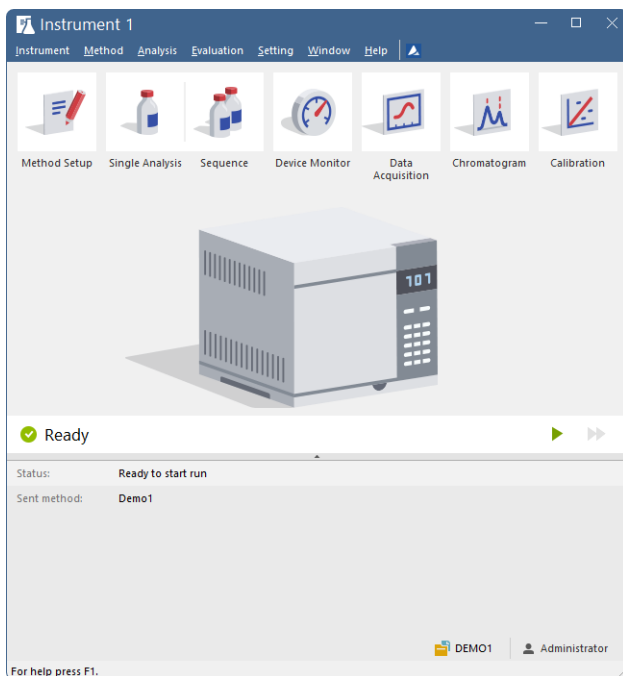 Instrument 1
Instrument Method Analysis Evaluation Setting Window Help
Method Setup Single Analysis Sequence Device Monitor Data Acquisition Chromatogram Calibration
101
Ready
Status: Ready to start run
Sent method: Demo1
DEMO1 Administrator
For help press F1.